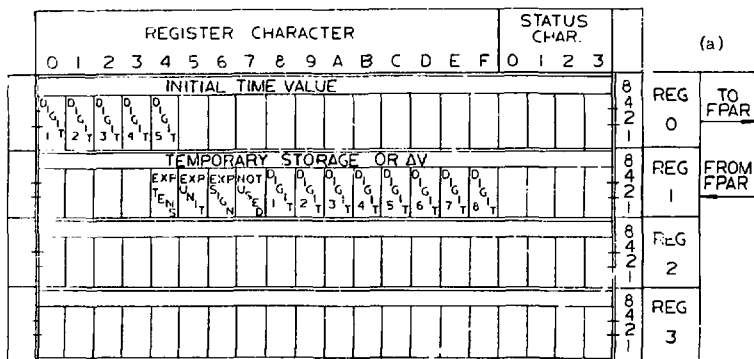 REGISTER CHARACTER
STATUS CHAR.
(a)
0 1 2 3 4 5 6 7 8 9 A B C D E F 0 1 2 3
INITIAL TIME VALUE
DIGIT 1 DIGIT 2 DIGIT 3 DIGIT 4 DIGIT 5
8 4 2 1
REG 0
TO FPAR
TEMPORARY STORAGE OR ΔV
EXP TENS EXP UNIT EXP SIGN NOT USED DIGIT 1 DIGIT 2 DIGIT 3 DIGIT 4 DIGIT 5 DIGIT 6 DIGIT 7 DIGIT 8
8 4 2 1
REG 1
FROM FPAR
8 4 2 1
REG 2
8 4 2 1
REG 3